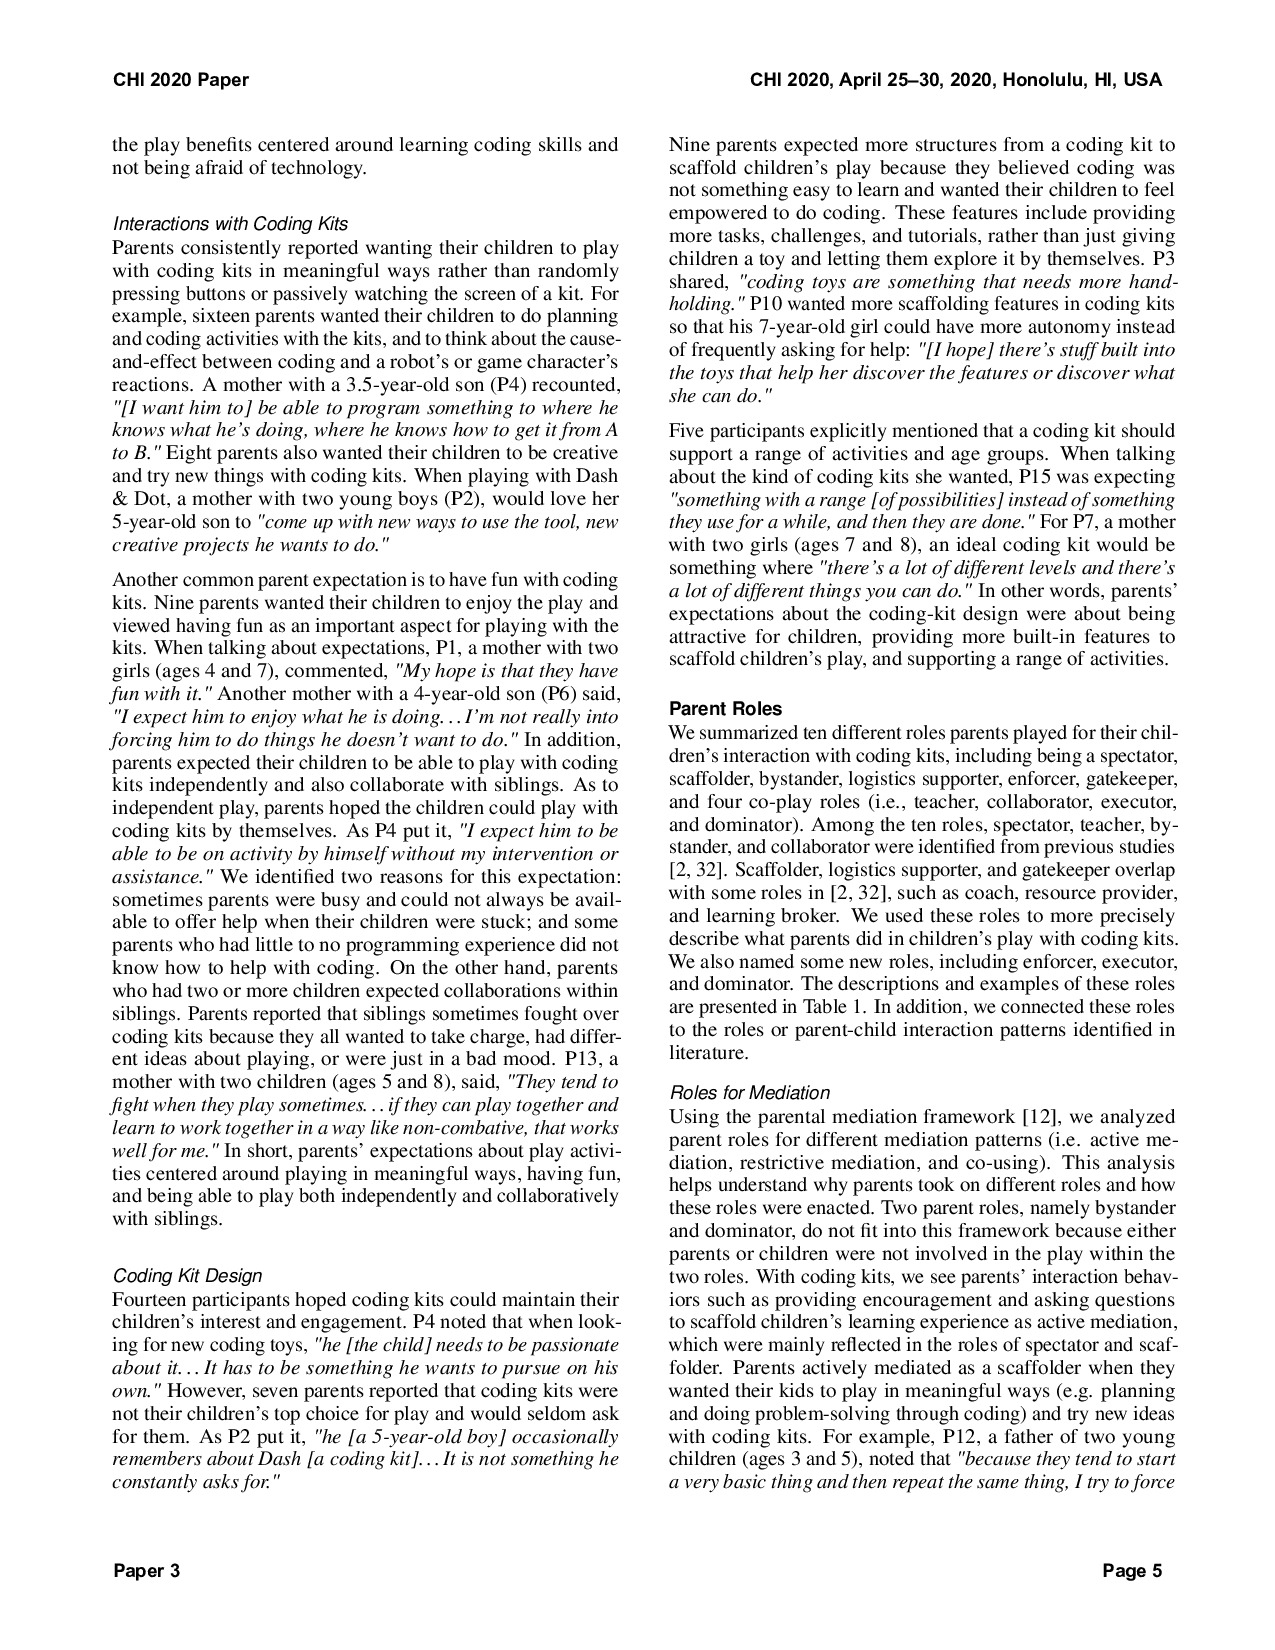 CHI 2020 Paper
CHI 2020, April 25–30, 2020, Honolulu, HI, USA
the play benefits centered around learning coding skills and
not being afraid of technology.
Interactions with Coding Kits
Parents consistently reported wanting their children to play
with coding kits in meaningful ways rather than randomly
pressing buttons or passively watching the screen of a kit. For
example, sixteen parents wanted their children to do planning
and coding activities with the kits, and to think about the cause-
and-effect between coding and a robot's or game character's
reactions. A mother with a 3.5-year-old son (P4) recounted,
"[I want him to] be able to program something to where he
knows what he's doing, where he knows how to get it from A
to B." Eight parents also wanted their children to be creative
and try new things with coding kits. When playing with Dash
& Dot, a mother with two young boys (P2), would love her
5-year-old son to "come up with new ways to use the tool, new
creative projects he wants to do."
Another common parent expectation is to have fun with coding
kits. Nine parents wanted their children to enjoy the play and
viewed having fun as an important aspect for playing with the
kits. When talking about expectations, P1, a mother with two
girls (ages 4 and 7), commented, "My hope is that they have
fun with it." Another mother with a 4-year-old son (P6) said,
"I expect him to enjoy what he is doing...I'm not really into
forcing him to do things he doesn't want to do." In addition,
parents expected their children to be able to play with coding
kits independently and also collaborate with siblings. As to
independent play, parents hoped the children could play with
coding kits by themselves. As P4 put it, "I expect him to be
able to be on activity by himself without my intervention or
assistance." We identified two reasons for this expectation:
sometimes parents were busy and could not always be avail-
able to offer help when their children were stuck; and some
parents who had little to no programming experience did not
know how to help with coding. On the other hand, parents
who had two or more children expected collaborations within
siblings. Parents reported that siblings sometimes fought over
coding kits because they all wanted to take charge, had differ-
ent ideas about playing, or were just in a bad mood. P13, a
mother with two children (ages 5 and 8), said, "They tend to
fight when they play sometimes...if they can play together and
learn to work together in a way like non-combative, that works
well for me." In short, parents' expectations about play activi-
ties centered around playing in meaningful ways, having fun,
and being able to play both independently and collaboratively
with siblings.
Coding Kit Design
Fourteen participants hoped coding kits could maintain their
children's interest and engagement. P4 noted that when look-
ing for new coding toys, "he [the child] needs to be passionate
about it...It has to be something he wants to pursue on his
own." However, seven parents reported that coding kits were
not their children's top choice for play and would seldom ask
for them. As P2 put it, "he [a 5-year-old boy] occasionally
remembers about Dash [a coding kit]...It is not something he
constantly asks for."
Nine parents expected more structures from a coding kit to
scaffold children's play because they believed coding was
not something easy to learn and wanted their children to feel
empowered to do coding. These features include providing
more tasks, challenges, and tutorials, rather than just giving
children a toy and letting them explore it by themselves. P3
shared, "coding toys are something that needs more hand-
holding." P10 wanted more scaffolding features in coding kits
so that his 7-year-old girl could have more autonomy instead
of frequently asking for help: "[I hope] there's stuff built into
the toys that help her discover the features or discover what
she can do."
Five participants explicitly mentioned that a coding kit should
support a range of activities and age groups. When talking
about the kind of coding kits she wanted, P15 was expecting
"something with a range [of possibilities] instead of something
they use for a while, and then they are done." For P7, a mother
with two girls (ages 7 and 8), an ideal coding kit would be
something where "there's a lot of different levels and there's
a lot of different things you can do." In other words, parents'
expectations about the coding-kit design were about being
attractive for children, providing more built-in features to
scaffold children's play, and supporting a range of activities.
Parent Roles
We summarized ten different roles parents played for their chil-
dren's interaction with coding kits, including being a spectator,
scaffolder, bystander, logistics supporter, enforcer, gatekeeper,
and four co-play roles (i.e., teacher, collaborator, executor,
and dominator). Among the ten roles, spectator, teacher, by-
stander, and collaborator were identified from previous studies
[2, 32]. Scaffolder, logistics supporter, and gatekeeper overlap
with some roles in [2, 32], such as coach, resource provider,
and learning broker. We used these roles to more precisely
describe what parents did in children's play with coding kits.
We also named some new roles, including enforcer, executor,
and dominator. The descriptions and examples of these roles
are presented in Table 1. In addition, we connected these roles
to the roles or parent-child interaction patterns identified in
literature.
Roles for Mediation
Using the parental mediation framework [12], we analyzed
parent roles for different mediation patterns (i.e. active me-
diation, restrictive mediation, and co-using). This analysis
helps understand why parents took on different roles and how
these roles were enacted. Two parent roles, namely bystander
and dominator, do not fit into this framework because either
parents or children were not involved in the play within the
two roles. With coding kits, we see parents' interaction behav-
iors such as providing encouragement and asking questions
to scaffold children's learning experience as active mediation,
which were mainly reflected in the roles of spectator and scaf-
folder. Parents actively mediated as a scaffolder when they
wanted their kids to play in meaningful ways (e.g. planning
and doing problem-solving through coding) and try new ideas
with coding kits. For example, P12, a father of two young
children (ages 3 and 5), noted that "because they tend to start
a very basic thing and then repeat the same thing, I try to force
Paper 3
Page 5